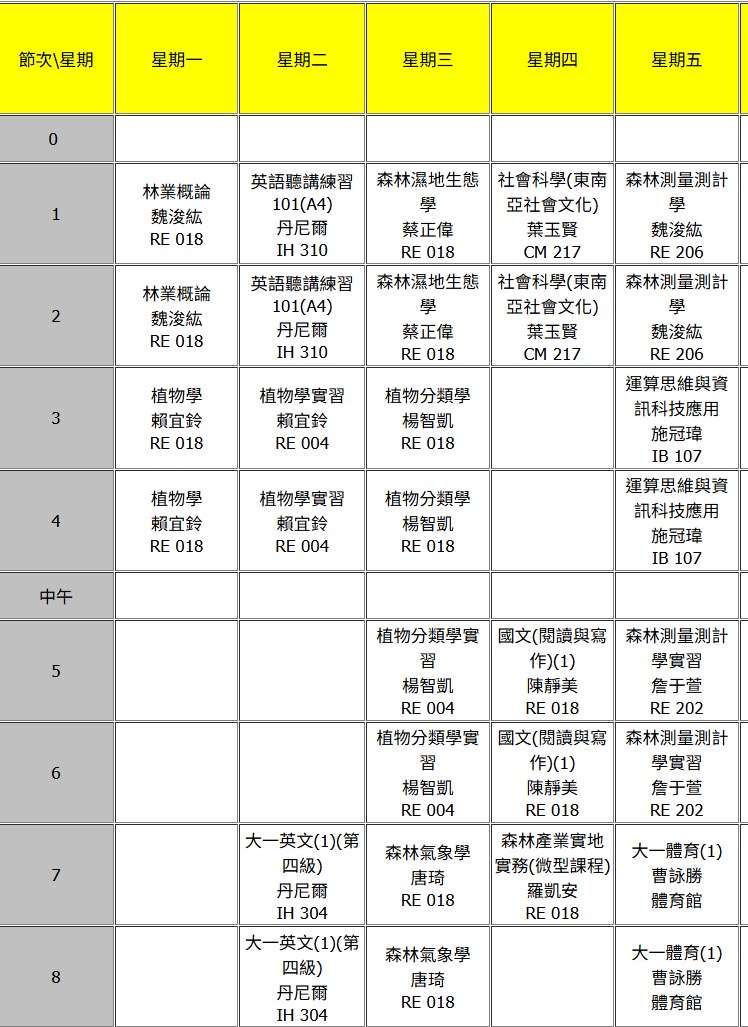 節次\星期 星期一 星期二 星期三 星期四 星期五
0
1
林業概論
魏浚紘
RE 018
英語聽講練習
101(A4)
丹尼爾
IH 310
森林濕地生態
學
蔡正偉
RE 018
社會科學(東南
亞社會文化)
葉玉賢
CM 217
森林測量測計
學
魏浚紘
RE 206
2
林業概論
魏浚紘
RE 018
英語聽講練習
101(A4)
丹尼爾
IH 310
森林濕地生態
學
蔡正偉
RE 018
社會科學(東南
亞社會文化)
葉玉賢
CM 217
森林測量測計
學
魏浚紘
RE 206
3
植物學
賴宜鈴
RE 018
植物學實習
賴宜鈴
RE 004
植物分類學
楊智凱
RE 018
運算思維與資
訊科技應用
施冠瑋
IB 107
4
植物學
賴宜鈴
RE 018
植物學實習
賴宜鈴
RE 004
植物分類學
楊智凱
RE 018
運算思維與資
訊科技應用
施冠瑋
IB 107
中午
5
植物分類學實
習
楊智凱
RE 004
國文(閱讀與寫
作)(1)
陳靜美
RE 018
森林測量測計
學實習
詹于萱
RE 202
6
植物分類學實
習
楊智凱
RE 004
國文(閱讀與寫
作)(1)
陳靜美
RE 018
森林測量測計
學實習
詹于萱
RE 202
7
大一英文(1)(第
四級)
丹尼爾
IH 304
森林氣象學
唐琦
RE 018
森林產業實地
實務(微型課程)
羅凱安
RE 018
大一體育(1)
曹詠勝
體育館
8
大一英文(1)(第
四級)
丹尼爾
IH 304
森林氣象學
唐琦
RE 018
大一體育(1)
曹詠勝
體育館